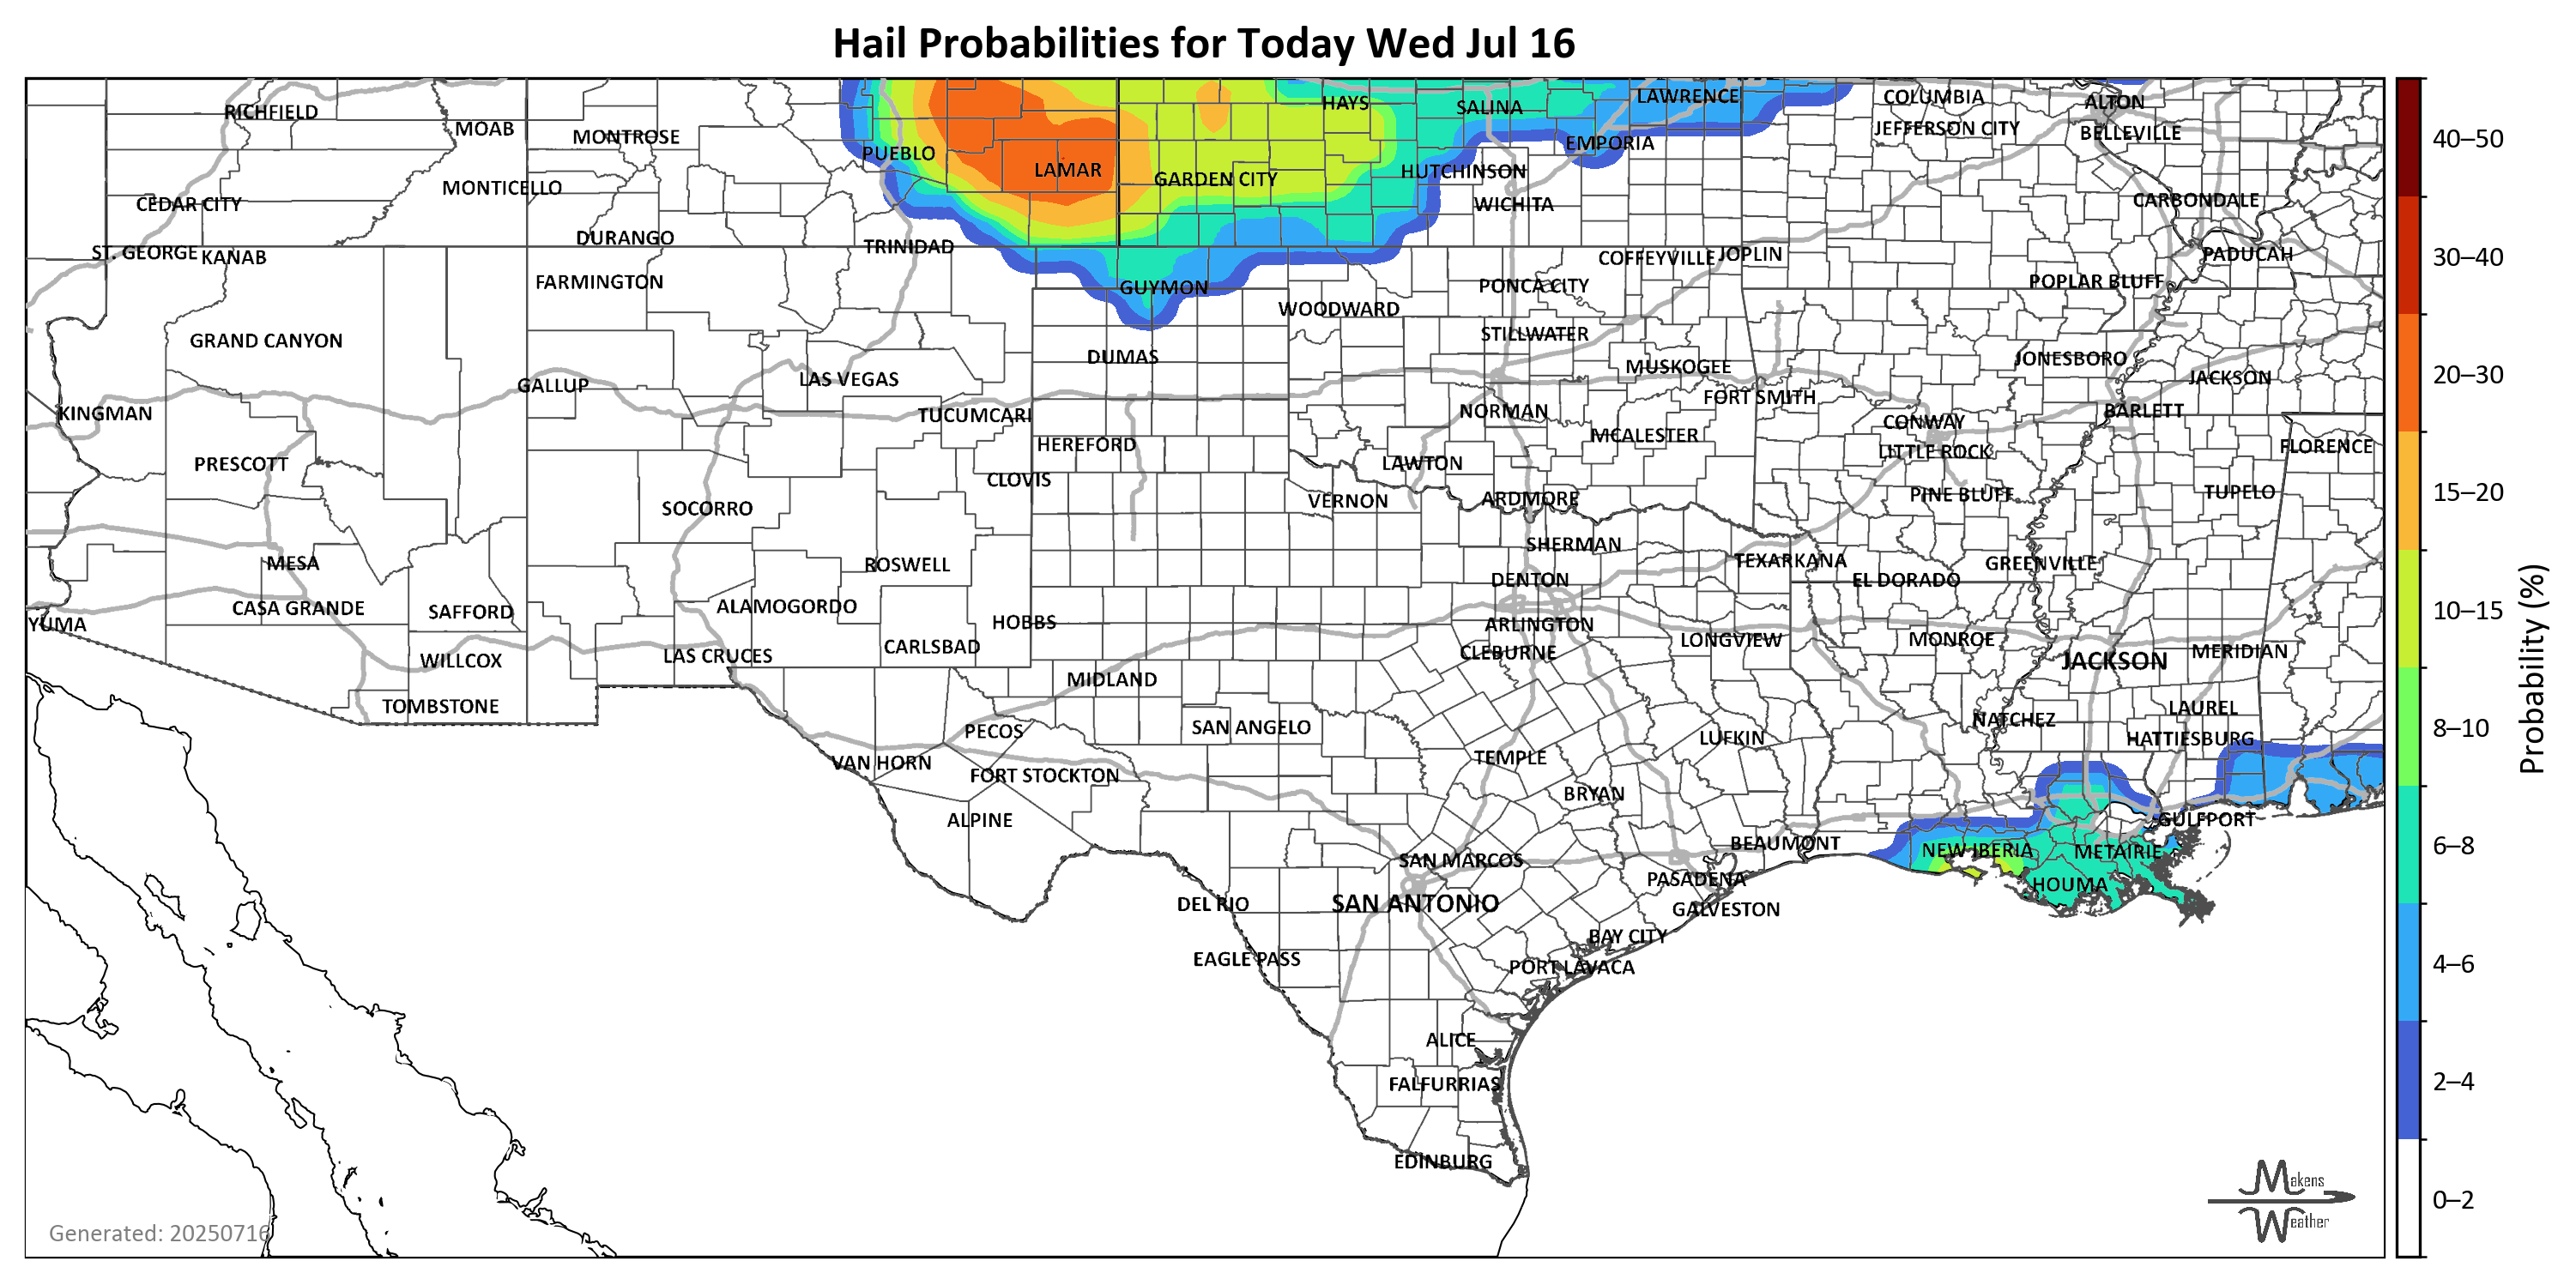 Hail Probabilities for Today Wed Jul 16
RICHFIELD
MOAB
MONTROSE
PUEBLO
LAMAR
GARDEN CITY
HAYS
SALINA
LAWRENCE
COLUMBIA
ALTON
JEFFERSON CITY
BELLEVILLE
EMPORIA
HUTCHINSON
MONTICELLO
CEDAR CITY
WICHITA
CARBONDALE
DURANGO
TRINIDAD
ST. GEORGE
KANAB
COFFEYVILLE
JOPLIN
PADUCAH
FARMINGTON
GUYMON
PONCA CITY
POPLAR BLUFF
WOODWARD
GRAND CANYON
STILLWATER
DUMAS
JONESBORO
MUSKOGEE
LAS VEGAS
GALLUP
JACKSON
FORT SMITH
KINGMAN
TUCUMCARI
NORMAN
BARLETT
CONWAY
MCALESTER
HEREFORD
LITTLE ROCK
FLORENCE
PRESCOTT
LAWTON
CLOVIS
VERNON
ARDMORE
PINE BLUFF
TUPELO
SOCORRO
SHERMAN
MESA
ROSWELL
TEXARKANA
GREENVILLE
DENTON
EL DORADO
CASA GRANDE
SAFFORD
ALAMOGORDO
YUMA
HOBBS
ARLINGTON
LONGVIEW
MONROE
CARLSBAD
CLEBURNE
MERIDIAN
LAS CRUCES
WILLCOX
JACKSON
MIDLAND
TOMBSTONE
LAUREL
NATCHEZ
PECOS
SAN ANGELO
LUFKIN
HATTIESBURG
VAN HORN
FORT STOCKTON
TEMPLE
BRYAN
ALPINE
GULFPORT
BEAUMONT
NEW IBERIA
METAIRIE
SAN MARCOS
PASADENA
HOUMA
DEL RIO
SAN ANTONIO
GALVESTON
BAY CITY
EAGLE PASS
PORT LAVACA
ALICE
FALFURRIAS
EDINBURG
Generated: 20250716
Makens
Weather
40–50
30–40
20–30
15–20
10–15
8–10
6–8
4–6
2–4
0–2
Probability (%)